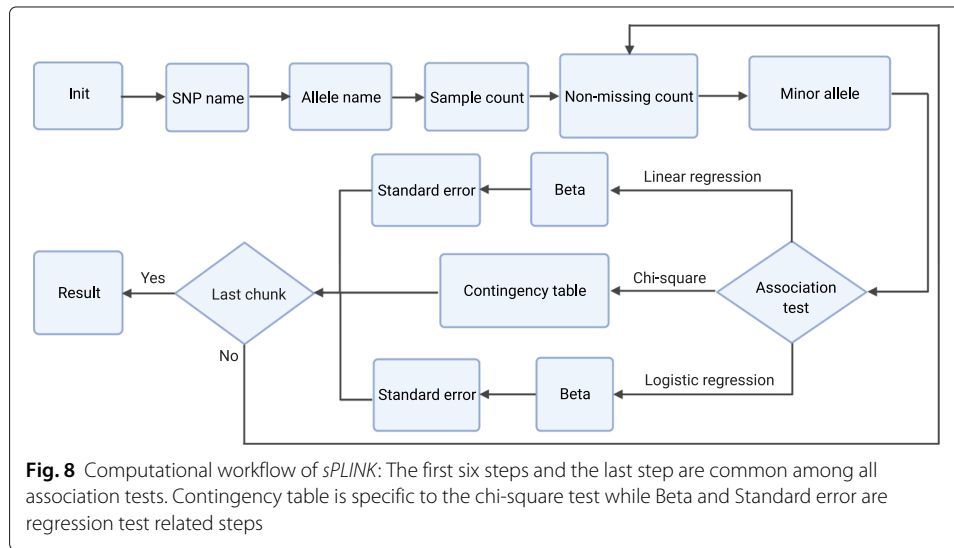 Init
SNP name
Allele name
Sample count
Non-missing count
Minor allele
Linear regression
Standard error
Beta
Chi-square
Contingency table
Association
test
Yes
Last chunk
Result
No
Logistic regression
Standard error
Beta
Fig. 8 Computational workflow of sPLINK: The first six steps and the last step are common among all
association tests. Contingency table is specific to the chi-square test while Beta and Standard error are
regression test related steps